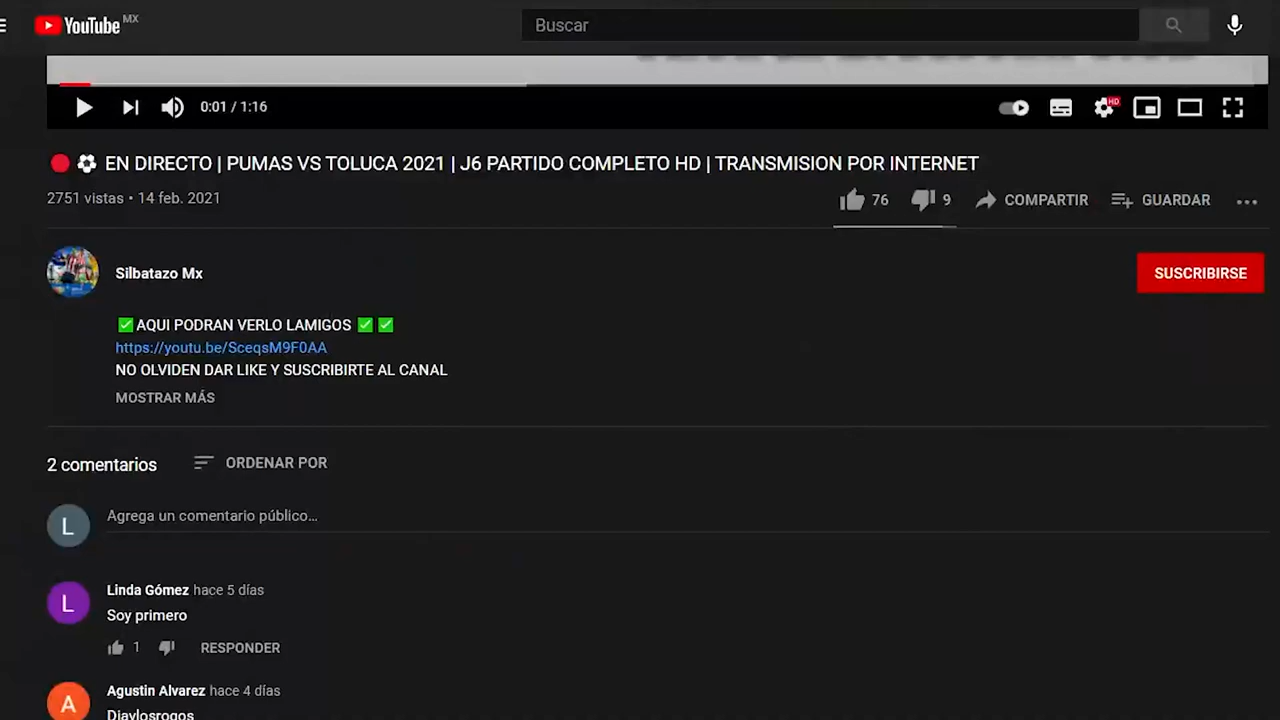 YouTube MX
Buscar
0:01 / 1:16
HD
🔴 ⚽ EN DIRECTO | PUMAS VS TOLUCA 2021 | J6 PARTIDO COMPLETO HD | TRANSMISION POR INTERNET
2751 vistas • 14 feb. 2021
76 9 COMPARTIR GUARDAR
Silbatazo Mx
SUSCRIBIRSE
✅AQUI PODRAN VERLO LAMIGOS ✅ ✅
https://youtu.be/SceqsM9F0AA
NO OLVIDEN DAR LIKE Y SUSCRIBIRTE AL CANAL
MOSTRAR MÁS
2 comentarios ORDENAR POR
L
Agrega un comentario público...
L
Linda Gómez hace 5 días
Soy primero
1 RESPONDER
A
Agustin Alvarez hace 4 días
Diaylosrogos